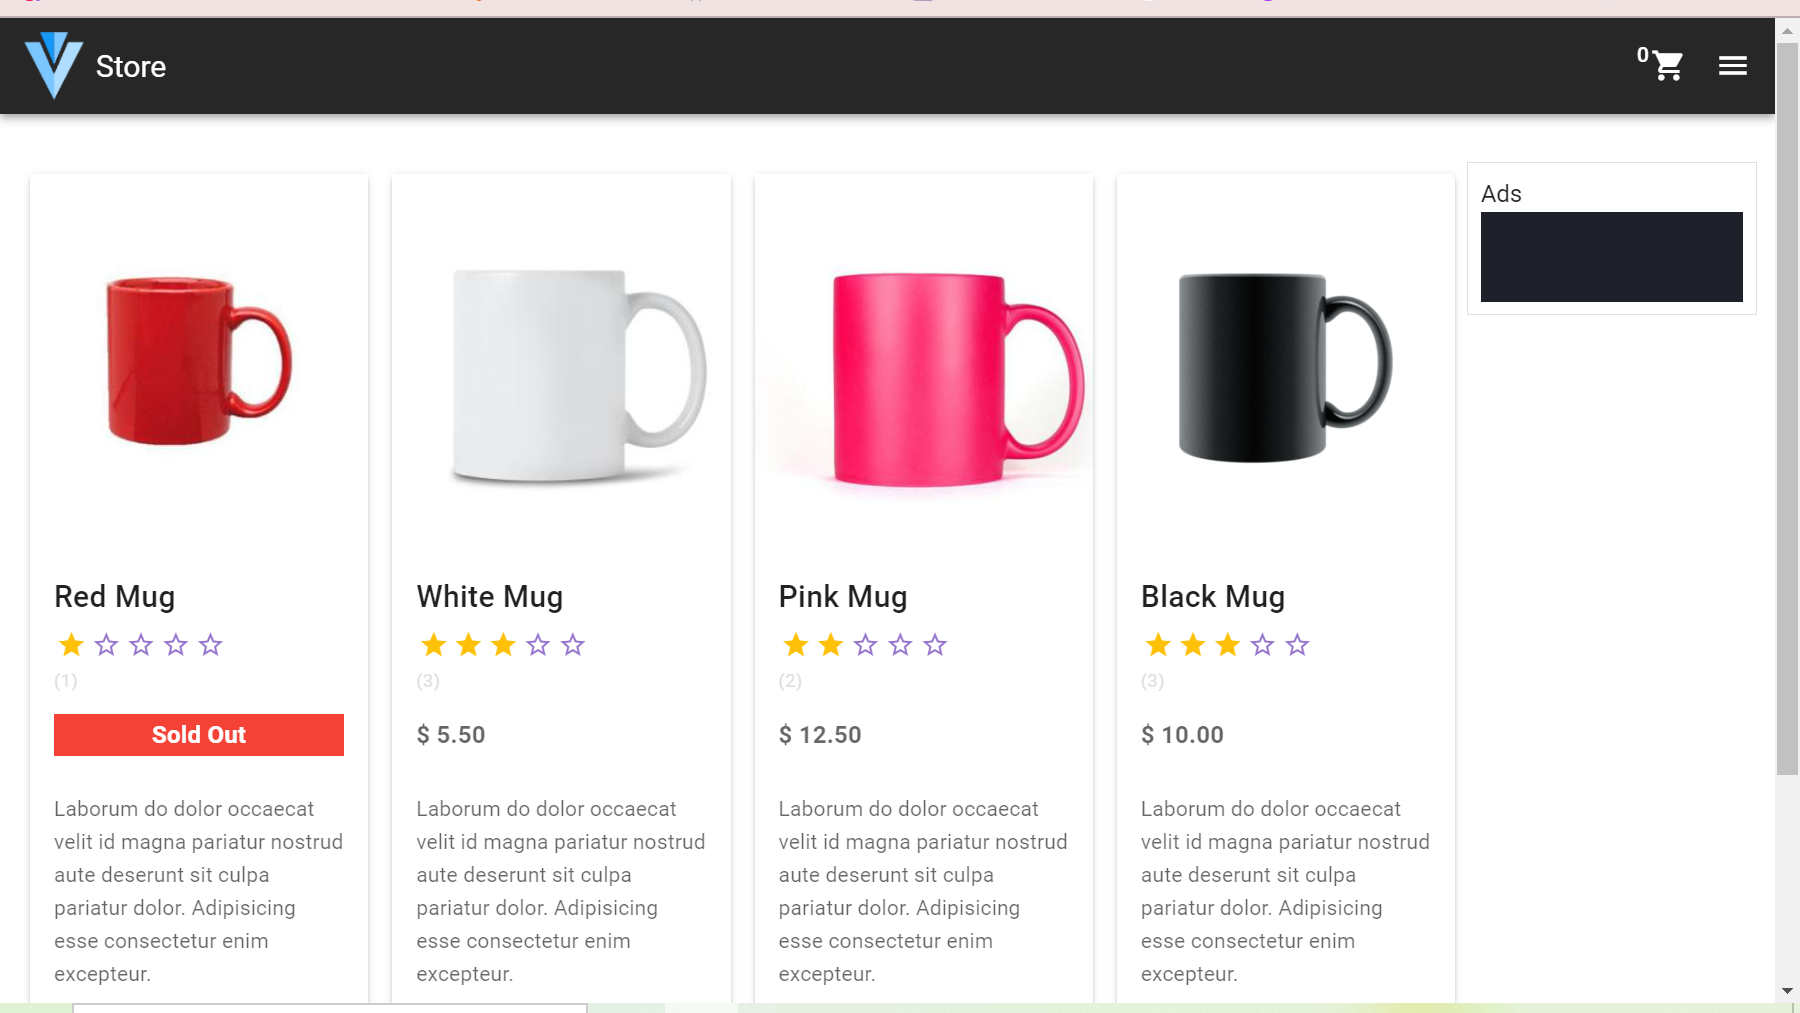 Store
0
Ads
Red Mug
(1)
Sold Out
Laborum do dolor occaecat
velit id magna pariatur nostrud
aute deserunt sit culpa
pariatur dolor. Adipisicing
esse consectetur enim
excepteur.
White Mug
(3)
$ 5.50
Laborum do dolor occaecat
velit id magna pariatur nostrud
aute deserunt sit culpa
pariatur dolor. Adipisicing
esse consectetur enim
excepteur.
Pink Mug
(2)
$ 12.50
Laborum do dolor occaecat
velit id magna pariatur nostrud
aute deserunt sit culpa
pariatur dolor. Adipisicing
esse consectetur enim
excepteur.
Black Mug
(3)
$ 10.00
Laborum do dolor occaecat
velit id magna pariatur nostrud
aute deserunt sit culpa
pariatur dolor. Adipisicing
esse consectetur enim
excepteur.